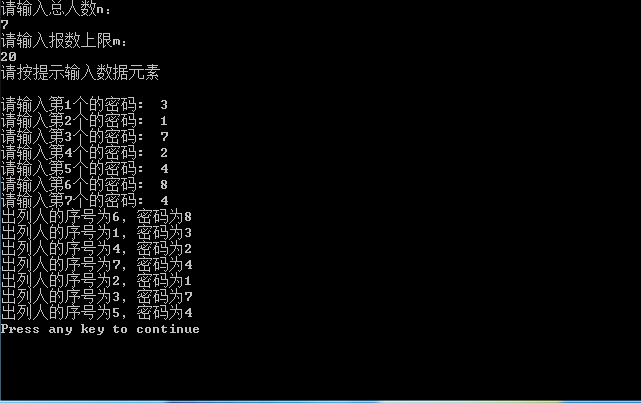 请输入总人数n:
7
请输入报数上限m:
20
请按提示输入数据元素
请输入第1个的密码: 3
请输入第2个的密码: 1
请输入第3个的密码: 7
请输入第4个的密码: 2
请输入第5个的密码: 4
请输入第6个的密码: 8
请输入第7个的密码: 4
出列人的序号为6, 密码为8
出列人的序号为1, 密码为3
出列人的序号为4, 密码为2
出列人的序号为7, 密码为4
出列人的序号为2, 密码为1
出列人的序号为3, 密码为7
出列人的序号为5, 密码为4
Press any key to continue